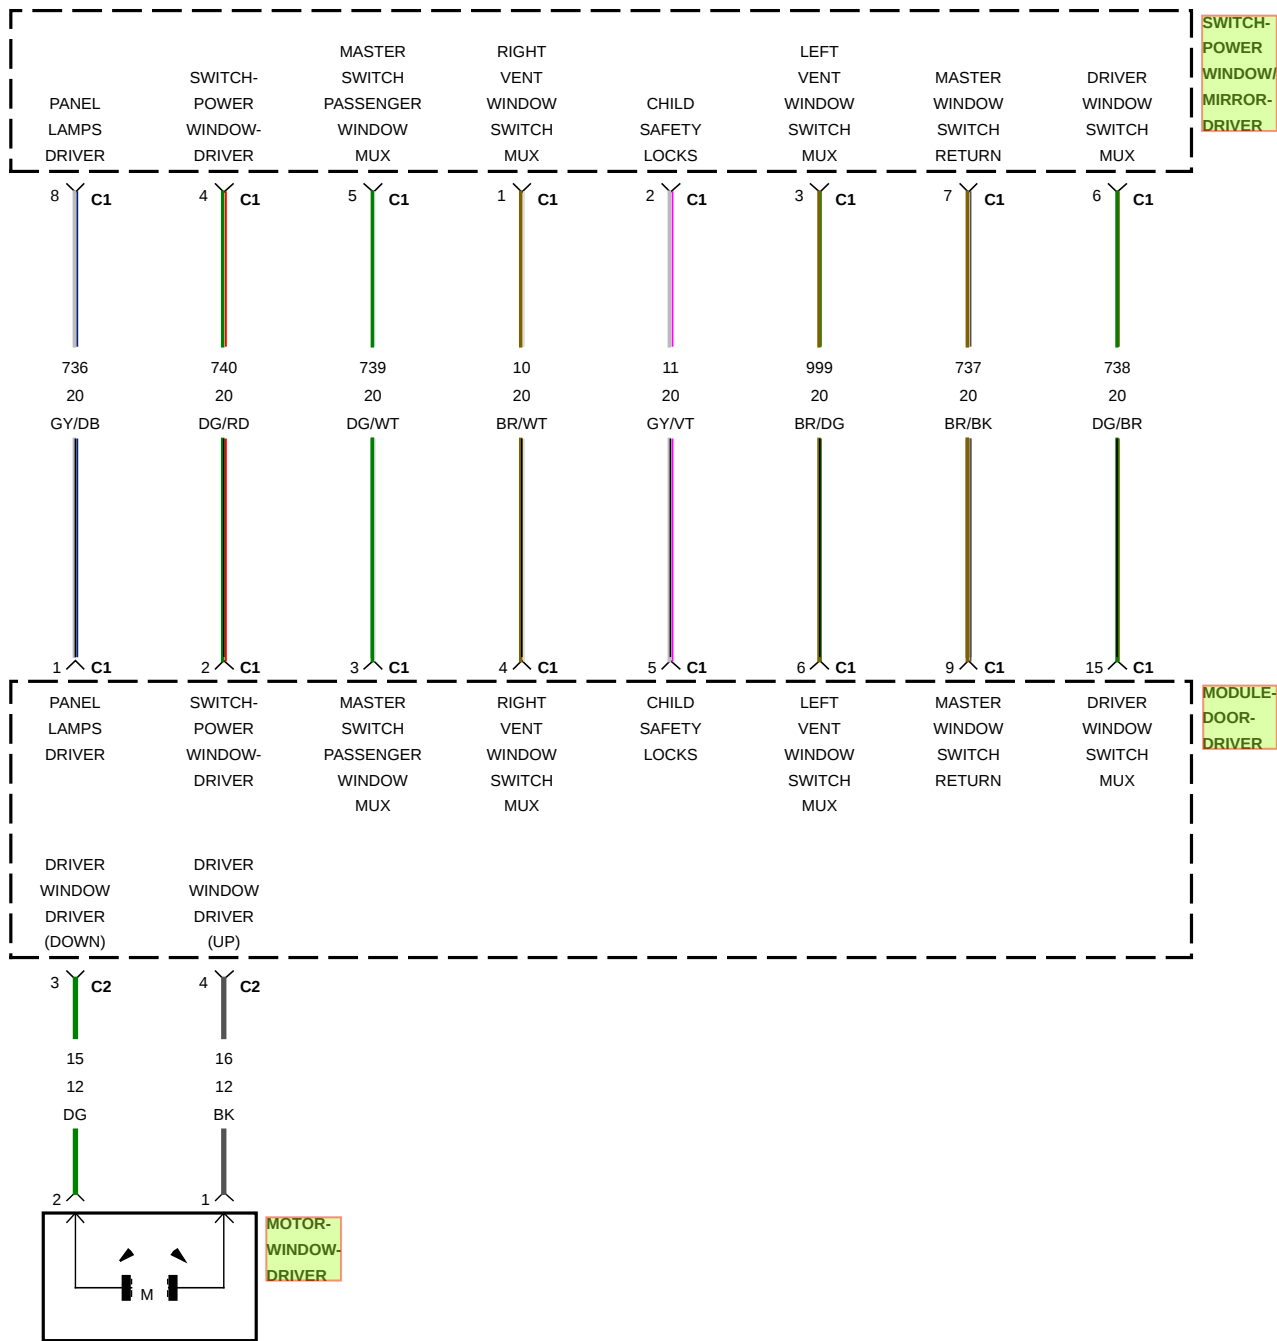 SWITCH-
POWER
WINDOW/
MIRROR-
DRIVER
PANEL
LAMPS
DRIVER
SWITCH-
POWER
WINDOW-
DRIVER
MASTER
SWITCH
PASSENGER
WINDOW
MUX
RIGHT
VENT
WINDOW
SWITCH
MUX
CHILD
SAFETY
LOCKS
LEFT
VENT
WINDOW
SWITCH
MUX
MASTER
WINDOW
SWITCH
RETURN
DRIVER
WINDOW
SWITCH
MUX
8 C1
4 C1
5 C1
1 C1
2 C1
3 C1
7 C1
6 C1
736
20
GY/DB
740
20
DG/RD
739
20
DG/WT
10
20
BR/WT
11
20
GY/VT
999
20
BR/DG
737
20
BR/BK
738
20
DG/BR
1 C1
2 C1
3 C1
4 C1
5 C1
6 C1
9 C1
15 C1
MODULE-
DOOR-
DRIVER
PANEL
LAMPS
DRIVER
SWITCH-
POWER
WINDOW-
DRIVER
MASTER
SWITCH
PASSENGER
WINDOW
MUX
RIGHT
VENT
WINDOW
SWITCH
MUX
CHILD
SAFETY
LOCKS
LEFT
VENT
WINDOW
SWITCH
MUX
MASTER
WINDOW
SWITCH
RETURN
DRIVER
WINDOW
SWITCH
MUX
DRIVER
WINDOW
DRIVER
(DOWN)
DRIVER
WINDOW
DRIVER
(UP)
3 C2
4 C2
15
12
DG
16
12
BK
2
1
MOTOR-
WINDOW-
DRIVER
M